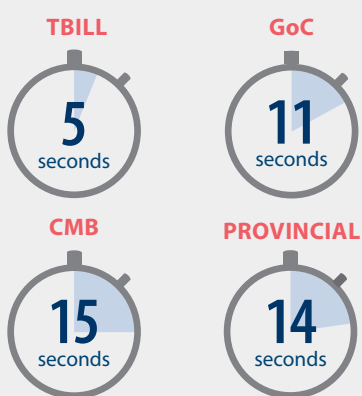 TBILL
5
seconds
GoC
11
seconds
CMB
15
seconds
PROVINCIAL
14
seconds